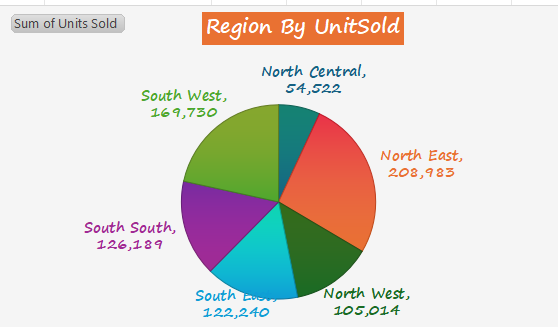 Sum of Units Sold
Region By UnitSold
North Central,
54,522
South West,
169,730
North East,
208,983
South South,
126,189
South East,
122,240
North West,
105,014